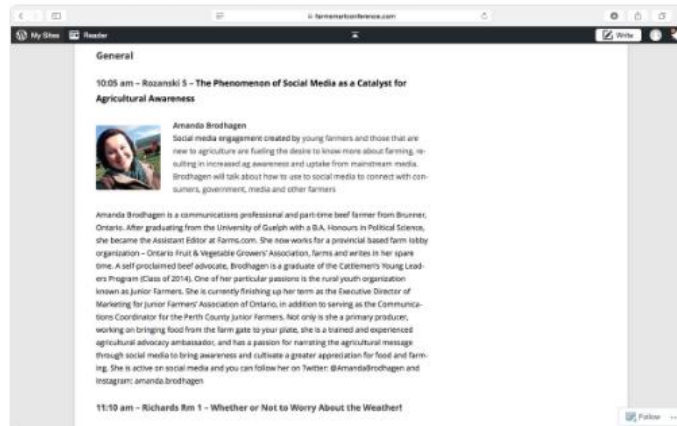 farmsmartconference.com
My Sites Reader Write
General
10:05 am – Rozanski 5 – The Phenomenon of Social Media as a Catalyst for
Agricultural Awareness
Amanda Brodhagen
Social media engagement created by young farmers and those that are
new to agriculture are fueling the desire to know more about farming, re-
sulting in increased ag awareness and uptake from mainstream media.
Brodhagen will talk about how to use to social media to connect with con-
sumers, government, media and other farmers
Amanda Brodhagen is a communications professional and part-time beef farmer from Brunner,
Ontario. After graduating from the University of Guelph with a B.A. Honours in Political Science,
she became the Assistant Editor at Farms.com. She now works for a provincial based farm lobby
organization – Ontario Fruit & Vegetable Growers' Association, farms and writes in her spare
time. A self-proclaimed beef advocate, Brodhagen is a graduate of the Cattlemen's Young Lead-
ers Program (Class of 2014). One of her particular passions is the rural youth organization
known as Junior Farmers. She is currently finishing up her term as the Executive Director of
Marketing for Junior Farmers' Association of Ontario, in addition to serving as the Communica-
tions Coordinator for the Perth County Junior Farmers. Not only is she a primary producer,
working on bringing food from the farm gate to your plate, she is a trained and experienced
agricultural advocacy ambassador, and has a passion for narrating the agricultural message
through social media to bring awareness and cultivate a greater appreciation for food and farm-
ing. She is active on social media and you can follow her on Twitter: @AmandaBrodhagen and
Instagram: amanda.brodhagen
11:10 am – Richards Rm 1 – Whether or Not to Worry About the Weather!
Follow